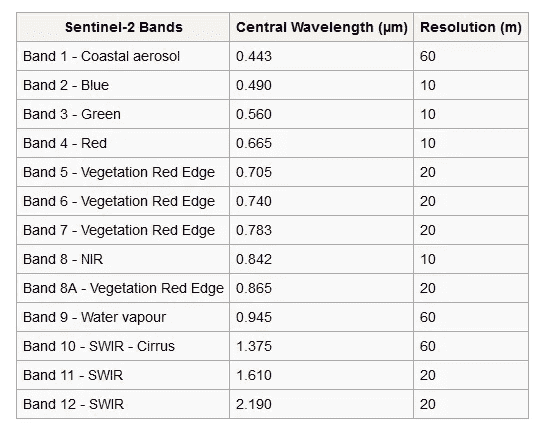 Sentinel-2 Bands Central Wavelength (µm) Resolution (m)
Band 1 - Coastal aerosol 0.443 60
Band 2 - Blue 0.490 10
Band 3 - Green 0.560 10
Band 4 - Red 0.665 10
Band 5 - Vegetation Red Edge 0.705 20
Band 6 - Vegetation Red Edge 0.740 20
Band 7 - Vegetation Red Edge 0.783 20
Band 8 - NIR 0.842 10
Band 8A - Vegetation Red Edge 0.865 20
Band 9 - Water vapour 0.945 60
Band 10 - SWIR - Cirrus 1.375 60
Band 11 - SWIR 1.610 20
Band 12 - SWIR 2.190 20